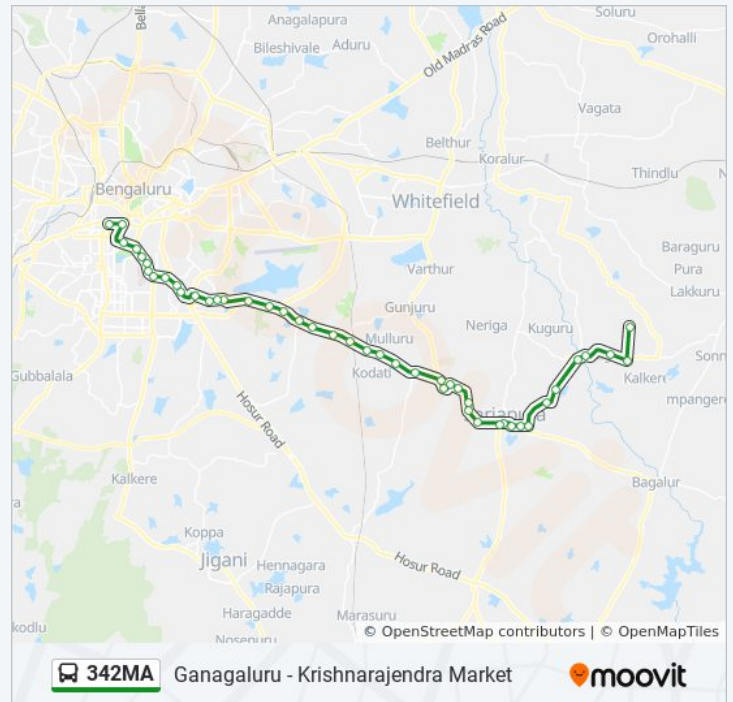 Anagalapura
Soluru
Bileshivale Aduru
Orohalli
Old Madras Road
Vagata
Belthur
Koralur
Thindlu
Bengaluru
Whitefield
Baraguru
Varthur
Pura
Lakkuru
Gunjuru
Neriga
Kuguru
Mulluru
Kodati
Gubbalala
Kalkere
Hosur Road
mpangere
Kalkere
Bagalur
Koppa
Jigani
Hennagara
Hosur Road
Rajapura
Haragadde
Marasuru
© OpenStreetMap contributors | © OpenMapTiles
342MA Ganagaluru - Krishnarajendra Market moovit